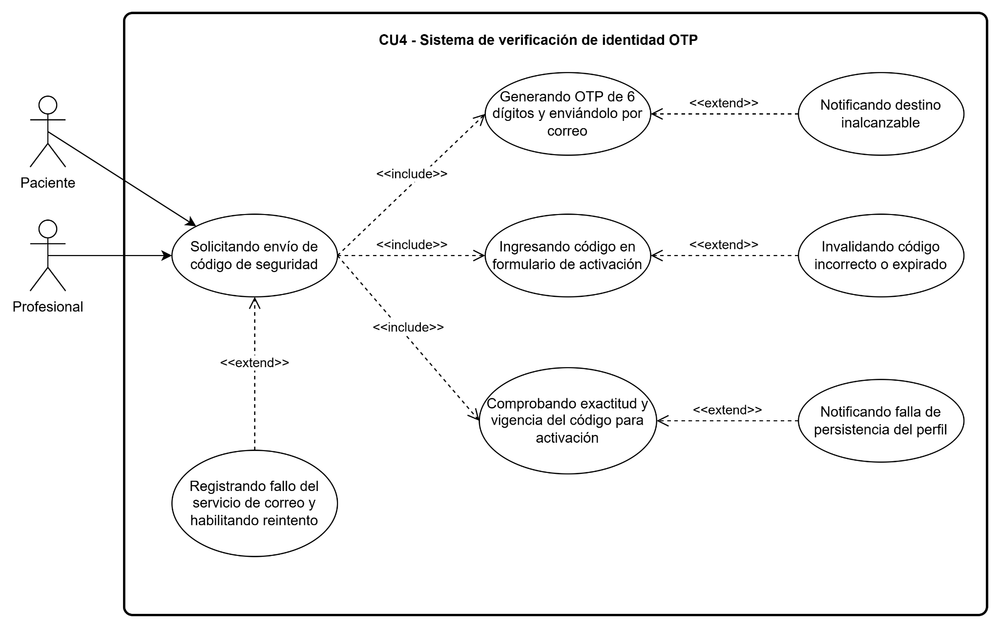 CU4 - Sistema de verificación de identidad OTP
Generando OTP de 6
dígitos y enviándolo por
correo
<<extend>>
Notificando destino
inalcanzable
Paciente
<<include>>
Profesional
Solicitando envío de
código de seguridad
<<include>>
Ingresando código en
formulario de activación
<<extend>>
Invalidando código
incorrecto o expirado
<<include>>
<<extend>>
Comprobando exactitud y
vigencia del código para
activación
<<extend>>
Notificando falla de
persistencia del perfil
Registrando fallo del
servicio de correo y
habilitando reintento